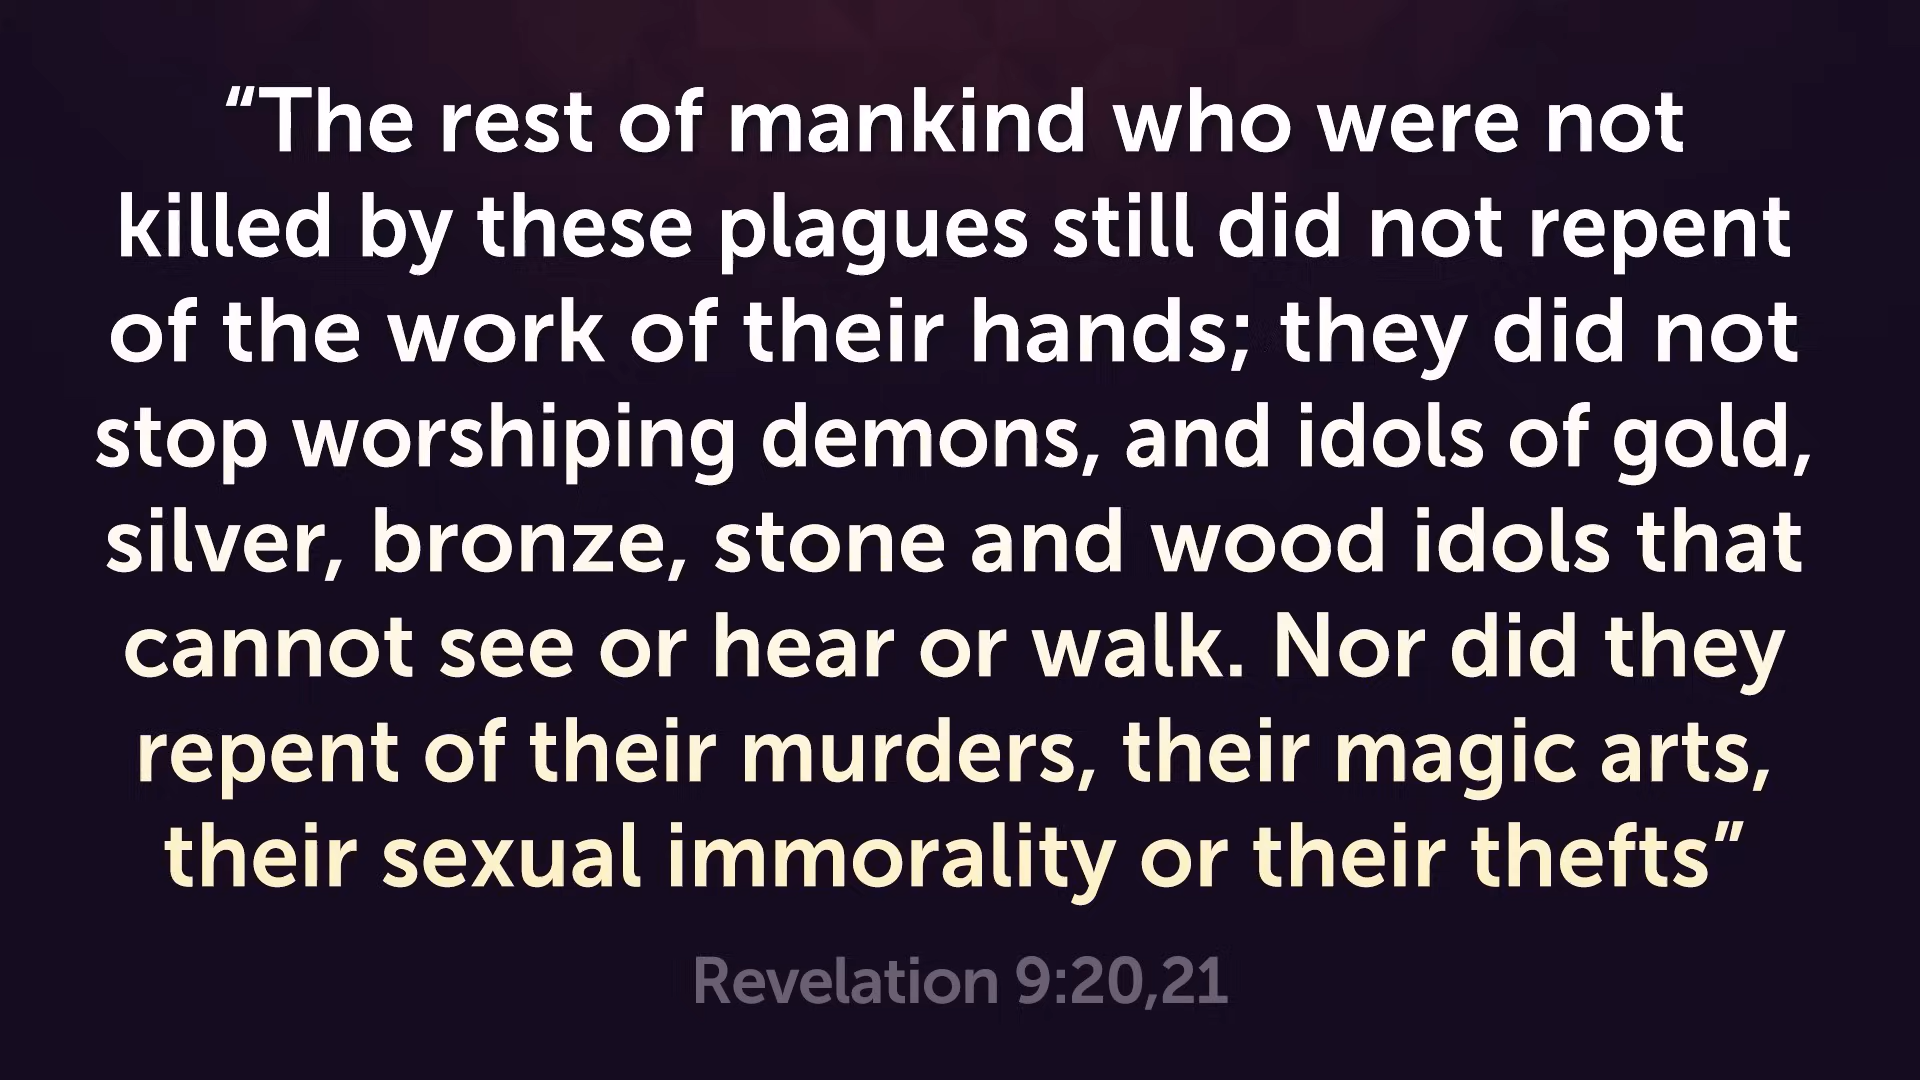 “The rest of mankind who were not
killed by these plagues still did not repent
of the work of their hands; they did not
stop worshiping demons, and idols of gold,
silver, bronze, stone and wood idols that
cannot see or hear or walk. Nor did they
repent of their murders, their magic arts,
their sexual immorality or their thefts”
Revelation 9:20,21